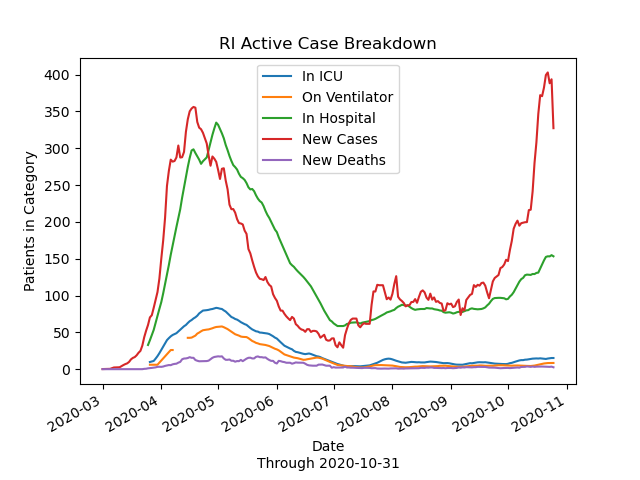 RI Active Case Breakdown
In ICU
On Ventilator
In Hospital
New Cases
New Deaths
Patients in Category
400
350
300
250
200
150
100
50
0
2020-03
2020-04
2020-05
2020-06
2020-07
2020-08
2020-09
2020-10
2020-11
Date
Through 2020-10-31